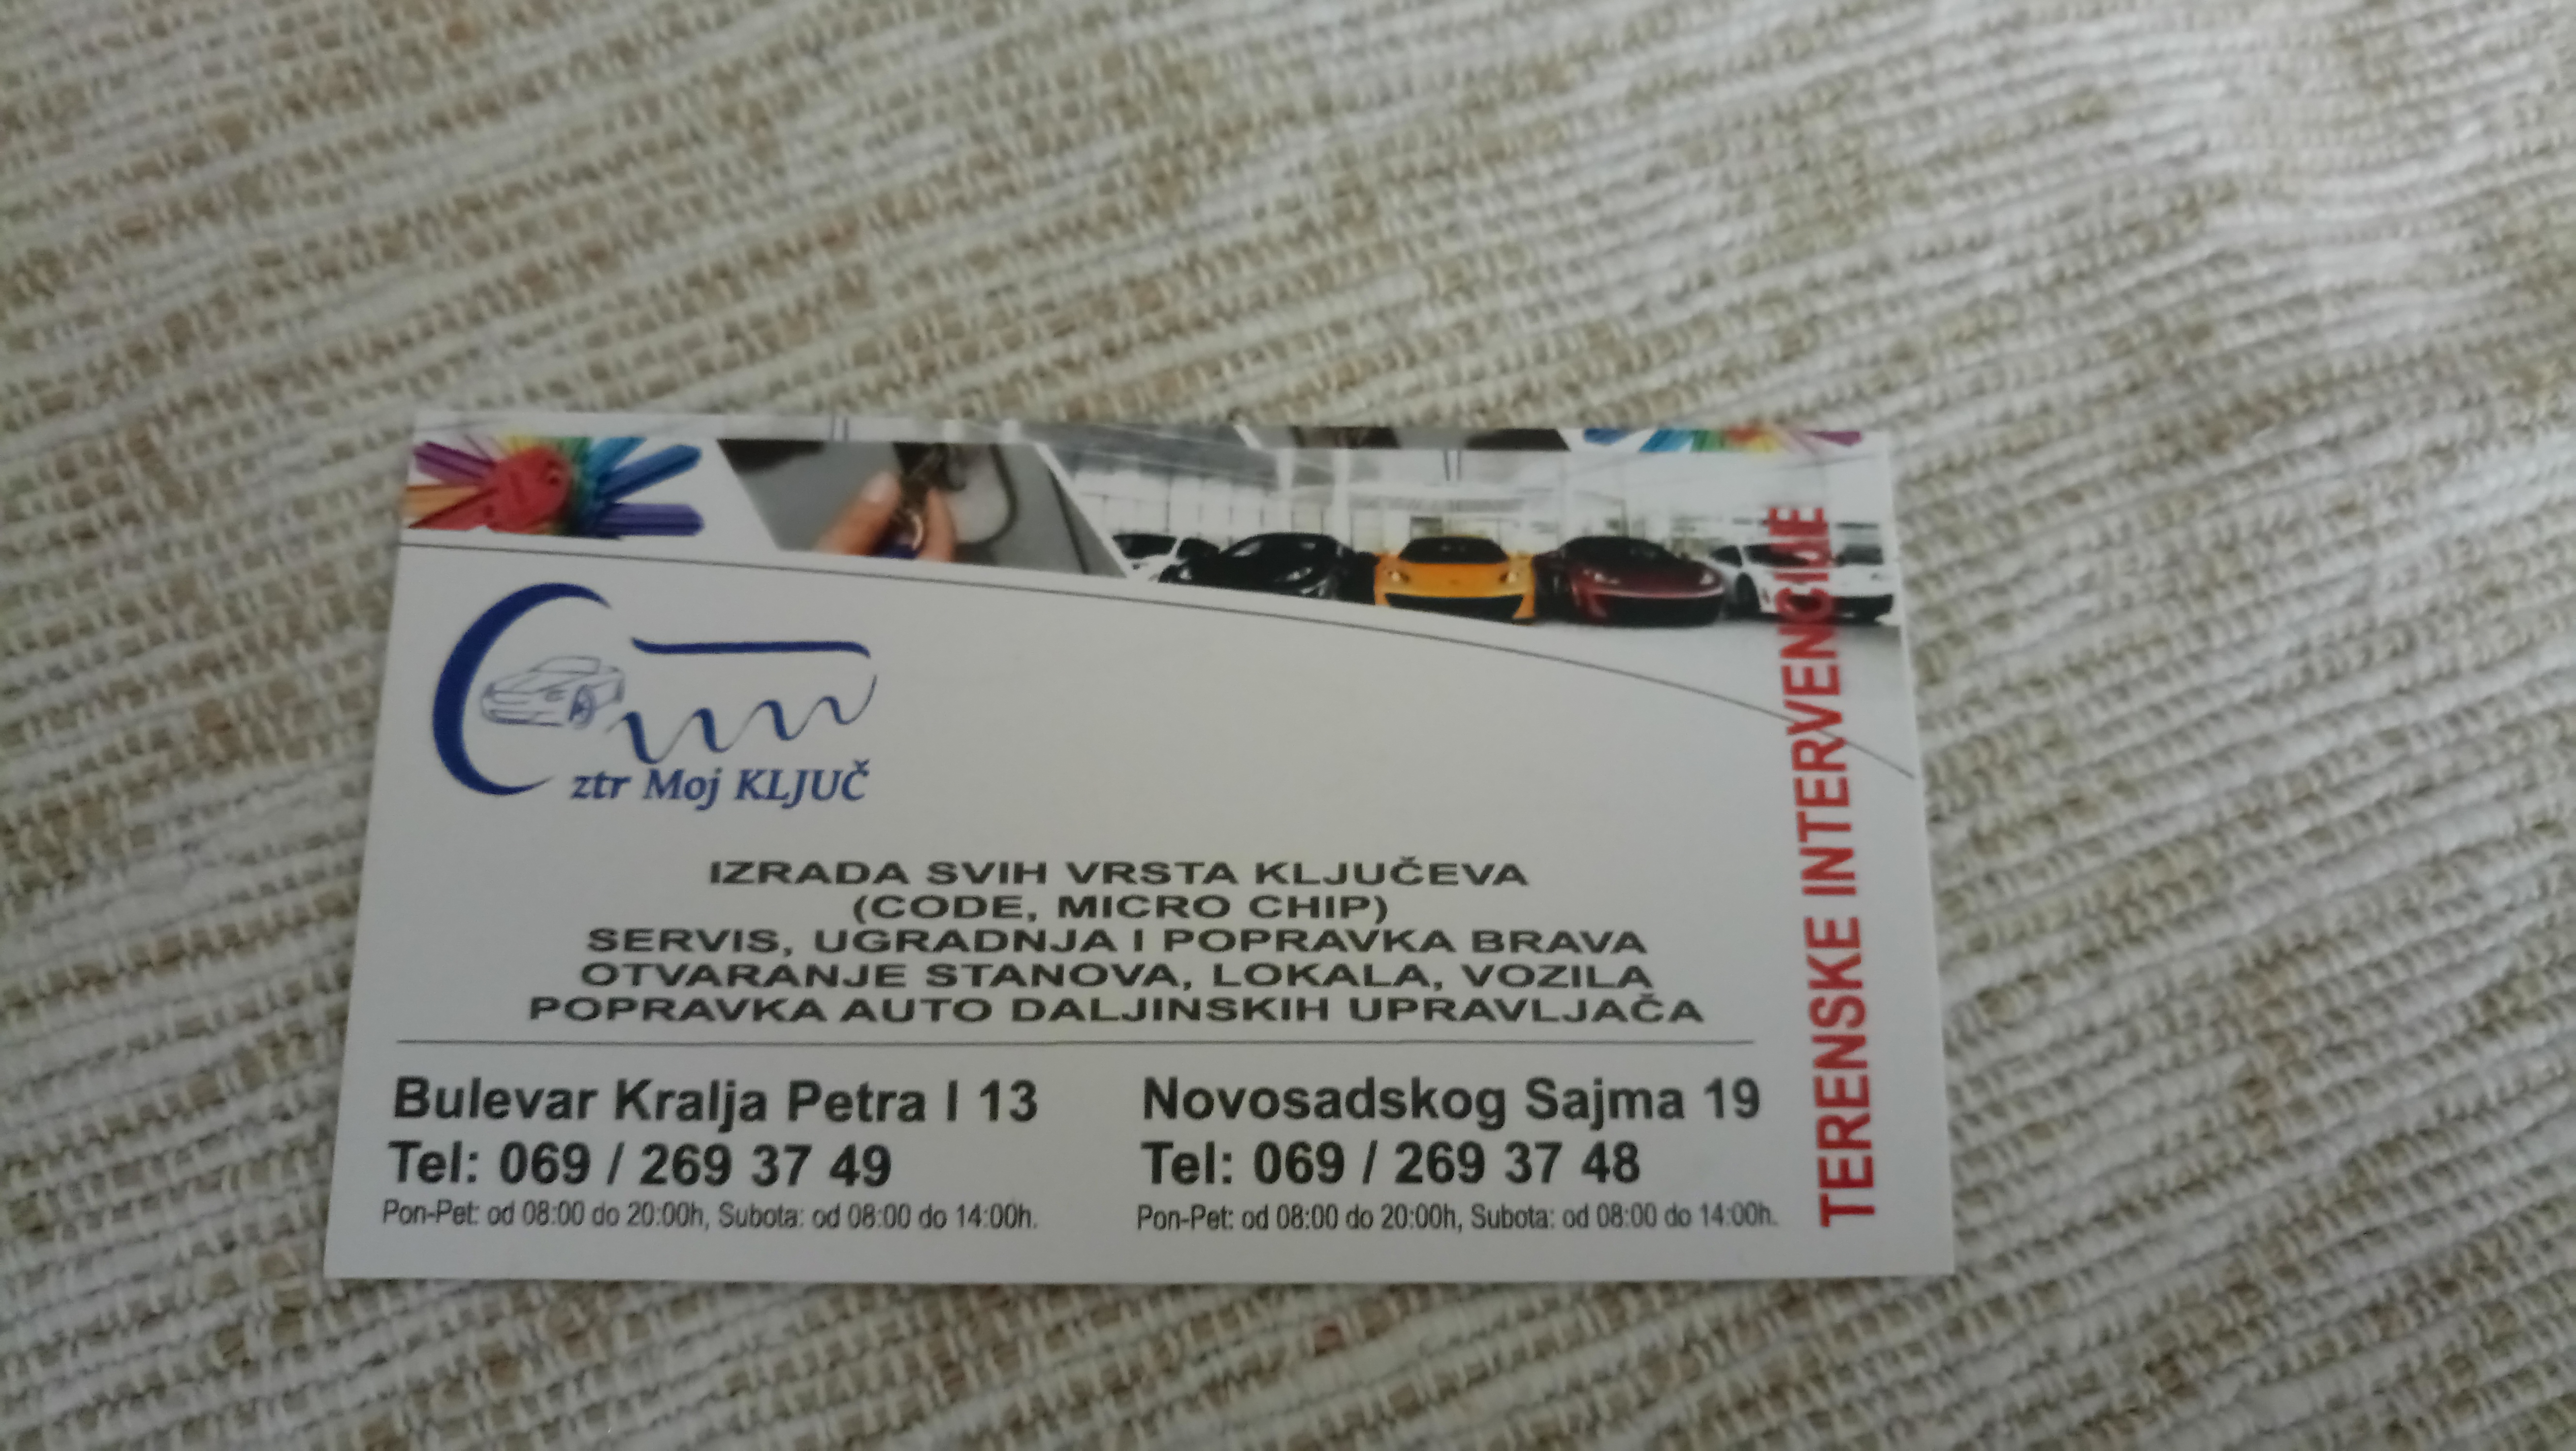 ztr Moj KLJUČ
IZRADA SVIH VRSTA KLJUČEVA
(CODE, MICRO CHIP)
SERVIS, UGRADNJA I POPRAVKA BRAVA
OTVARANJE STANOVA, LOKALA, VOZILA
POPRAVKA AUTO DALJINSKIH UPRAVLJAČA
Bulevar Kralja Petra I 13
Tel: 069 / 269 37 49
Pon-Pet: od 08:00 do 20:00h, Subota: od 08:00 do 14:00h.
Novosadskog Sajma 19
Tel: 069 / 269 37 48
Pon-Pet: od 08:00 do 20:00h, Subota: od 08:00 do 14:00h.
TERENSKE INTERVENCIJE